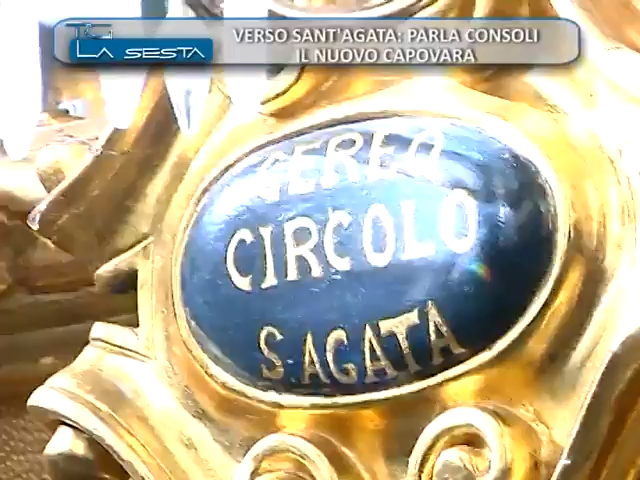 TG
LA SESTA
VERSO SANT'AGATA: PARLA CONSOLI
IL NUOVO CAPOVARA
CEREO
CIRCOLO
S. AGATA